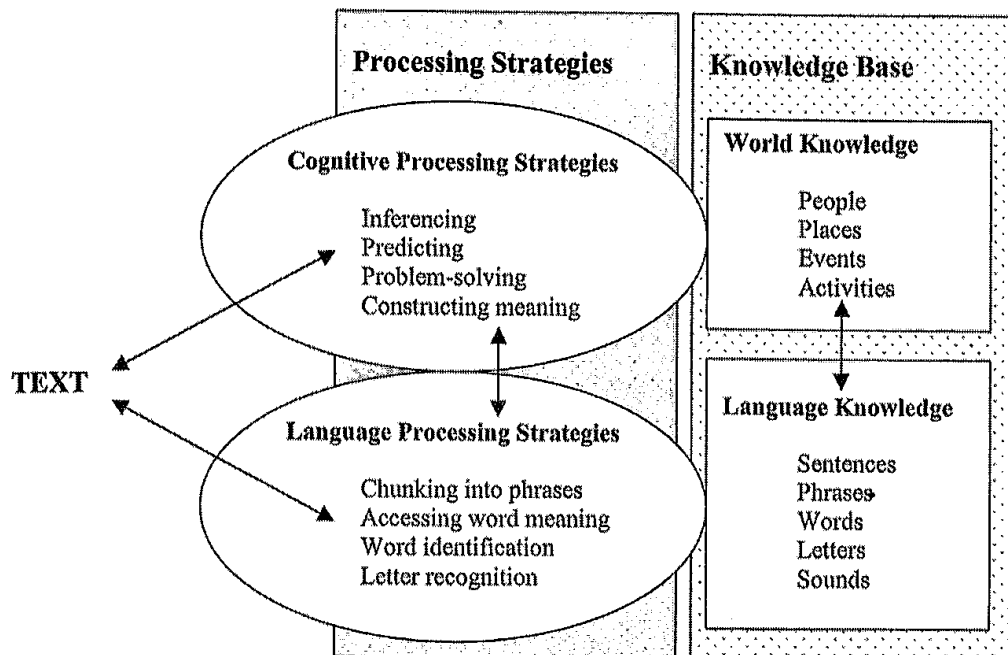 Processing Strategies
Cognitive Processing Strategies
Inferencing
Predicting
Problem-solving
Constructing meaning
TEXT
Language Processing Strategies
Chunking into phrases
Accessing word meaning
Word identification
Letter recognition
Knowledge Base
World Knowledge
People
Places
Events
Activities
Language Knowledge
Sentences
Phrases
Words
Letters
Sounds